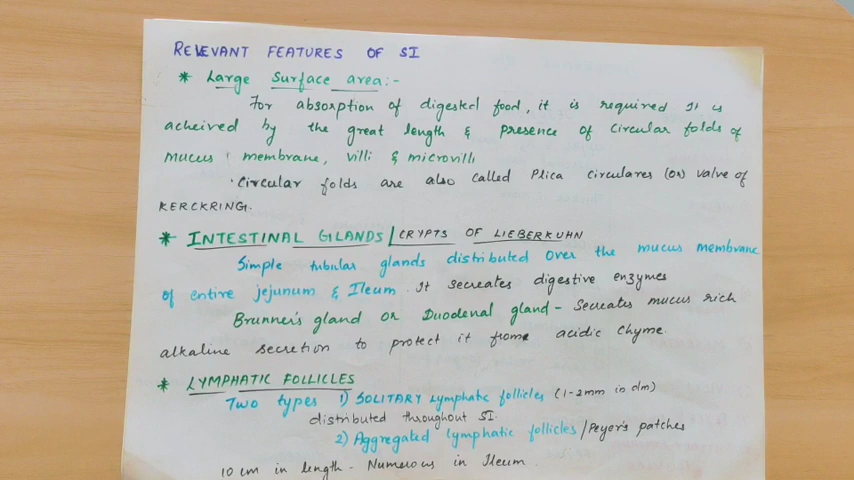 RELEVANT FEATURES OF SI
* Large Surface area:-
For absorption of digested food, it is required It is
acheived by the great length & presence of Circular folds of
mucus membrane, villi & microvilli
Circular folds are also called Plica circulares (or) valve of
KERCKRING.
* INTESTINAL GLANDS / CRYPTS OF LIEBERKUHN
Simple tubular glands distributed over the mucus membrane
of entire jejunum & Ileum. It secreates digestive enzymes
Brunner's gland or Duodenal gland - Secreates mucus rich
alkaline secretion to protect it from acidic chyme.
* LYMPHATIC FOLLICLES
Two types 1) SOLITARY Lymphatic follicles (1-2mm in dm)
distributed throughout SI.
2) Aggregated lymphatic follicles / Peyer's patches
10 cm in length - Numerous in Ileum.